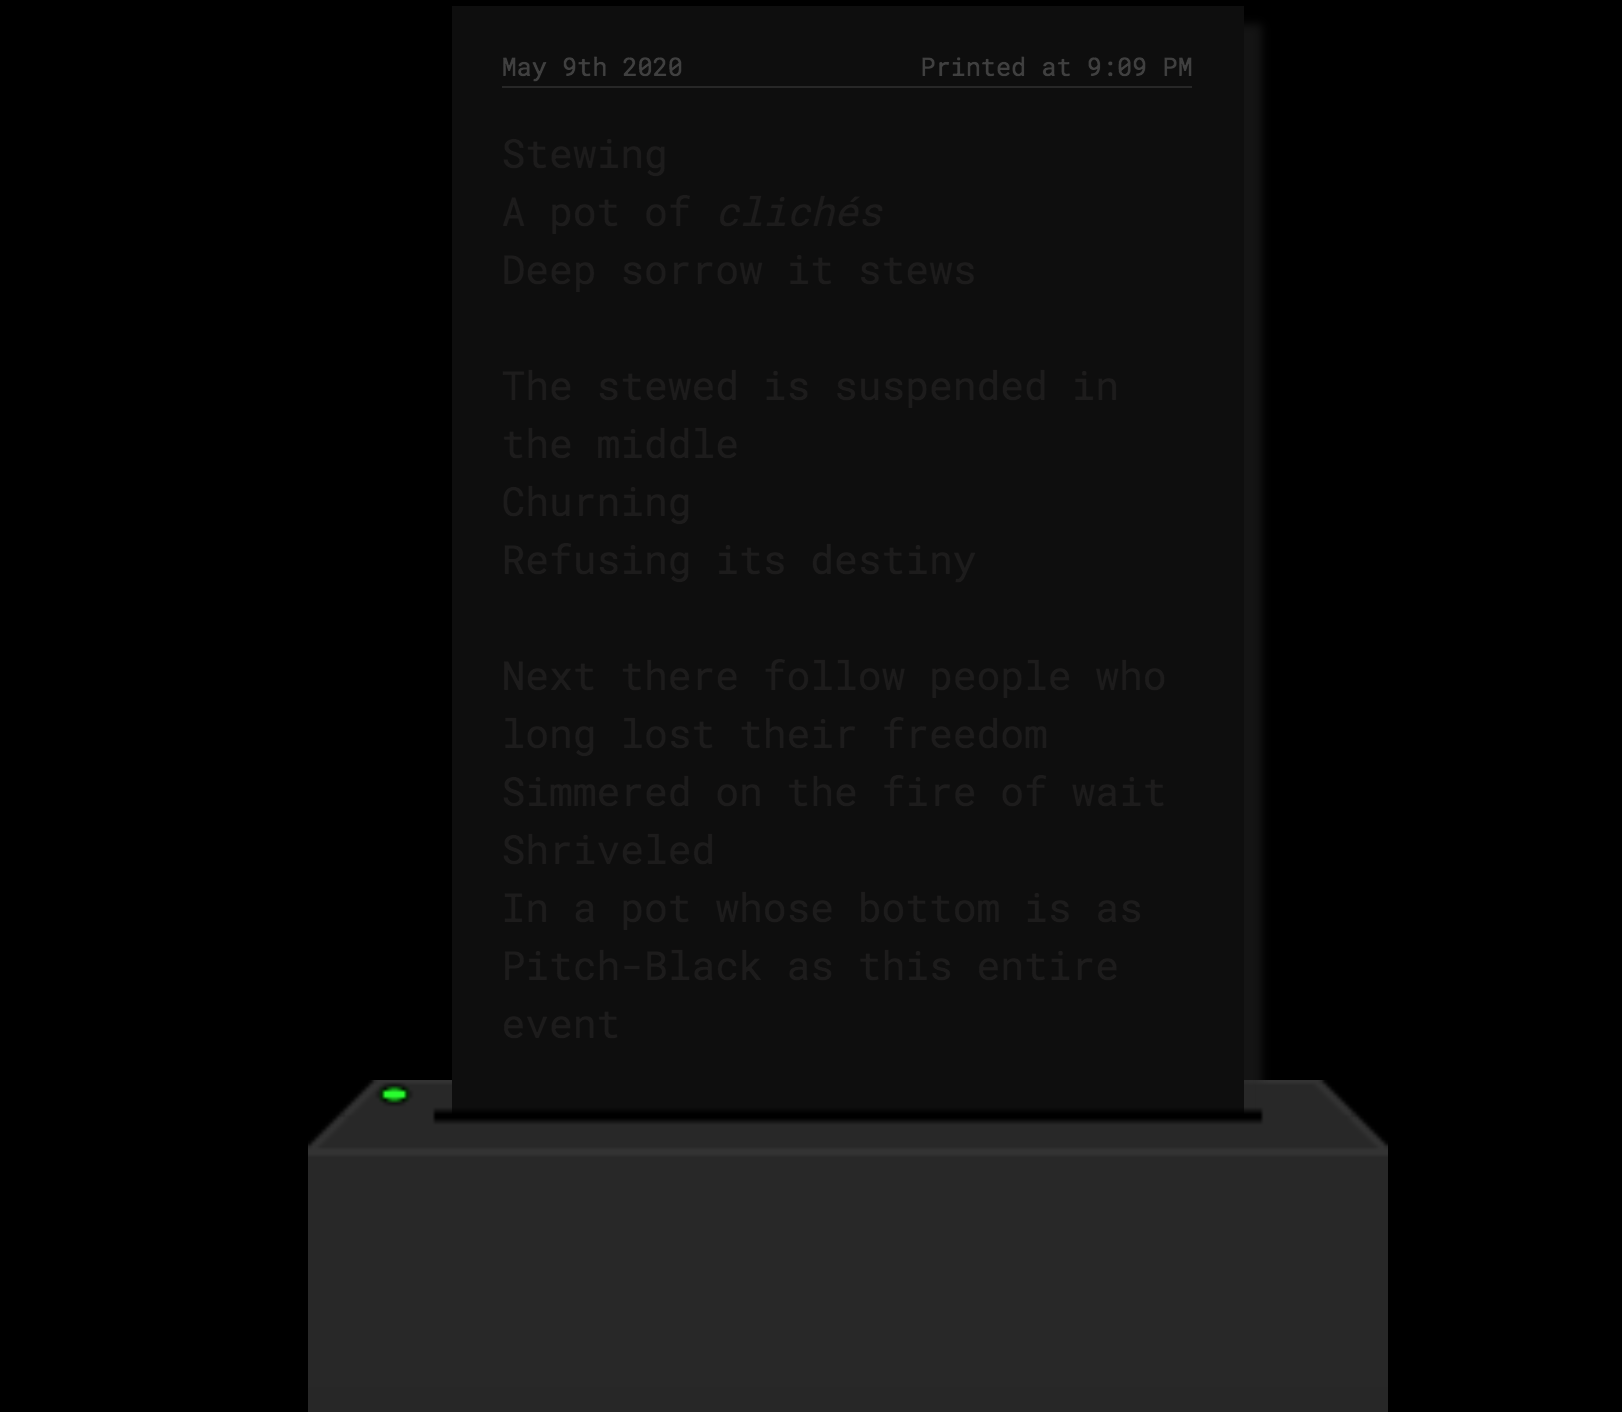 May 9th 2020 Printed at 9:09 PM
Stewing
A pot of clichés
Deep sorrow it stews
The stewed is suspended in
the middle
Churning
Refusing its destiny
Next there follow people who
long lost their freedom
Simmered on the fire of wait
Shriveled
In a pot whose bottom is as
Pitch-Black as this entire
event